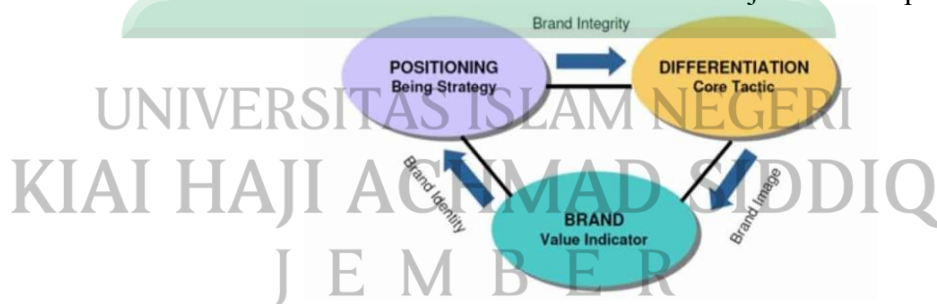 Brand Integrity
POSITIONING
Being Strategy
DIFFERENTIATION
Core Tactic
UNIVERSITAS ISLAM NEGERI
KIAI HAJI ACHMAD SIDDIQ
Brand Identity
Brand Image
BRAND
Value Indicator
JEMBER